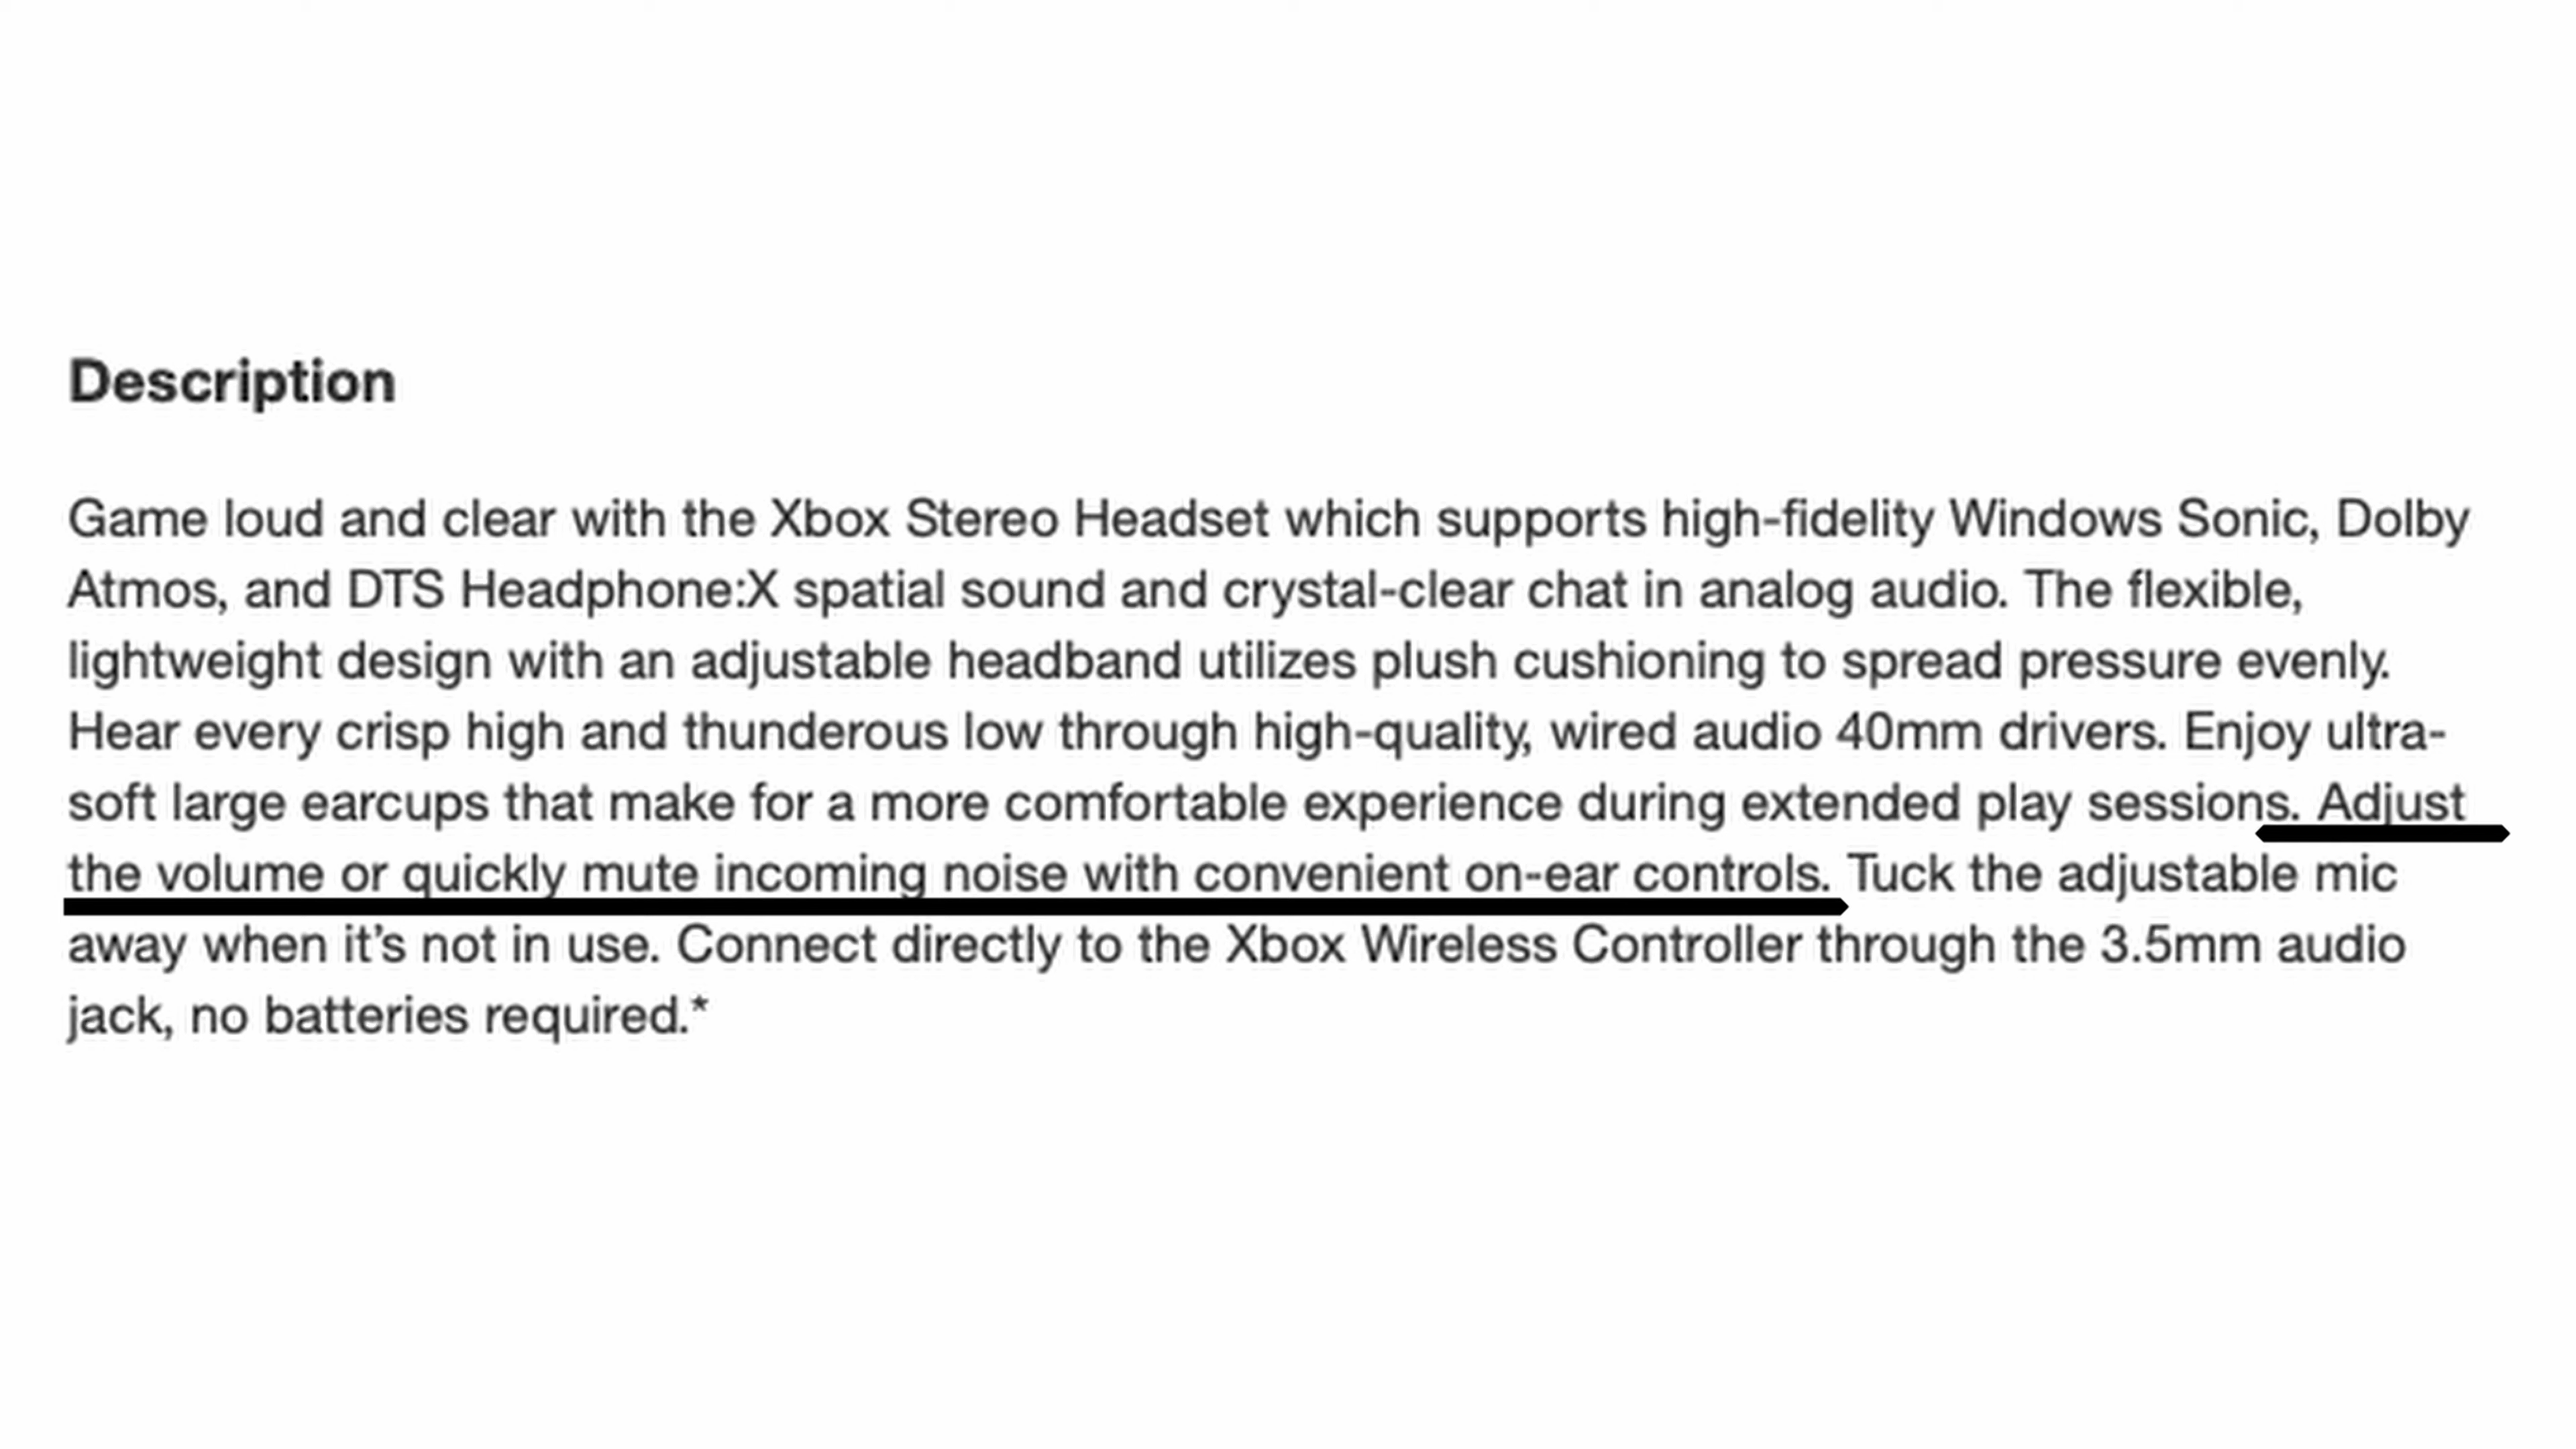 Description
Game loud and clear with the Xbox Stereo Headset which supports high-fidelity Windows Sonic, Dolby
Atmos, and DTS Headphone:X spatial sound and crystal-clear chat in analog audio. The flexible,
lightweight design with an adjustable headband utilizes plush cushioning to spread pressure evenly.
Hear every crisp high and thunderous low through high-quality, wired audio 40mm drivers. Enjoy ultra-
soft large earcups that make for a more comfortable experience during extended play sessions. Adjust
the volume or quickly mute incoming noise with convenient on-ear controls. Tuck the adjustable mic
away when it’s not in use. Connect directly to the Xbox Wireless Controller through the 3.5mm audio
jack, no batteries required.*